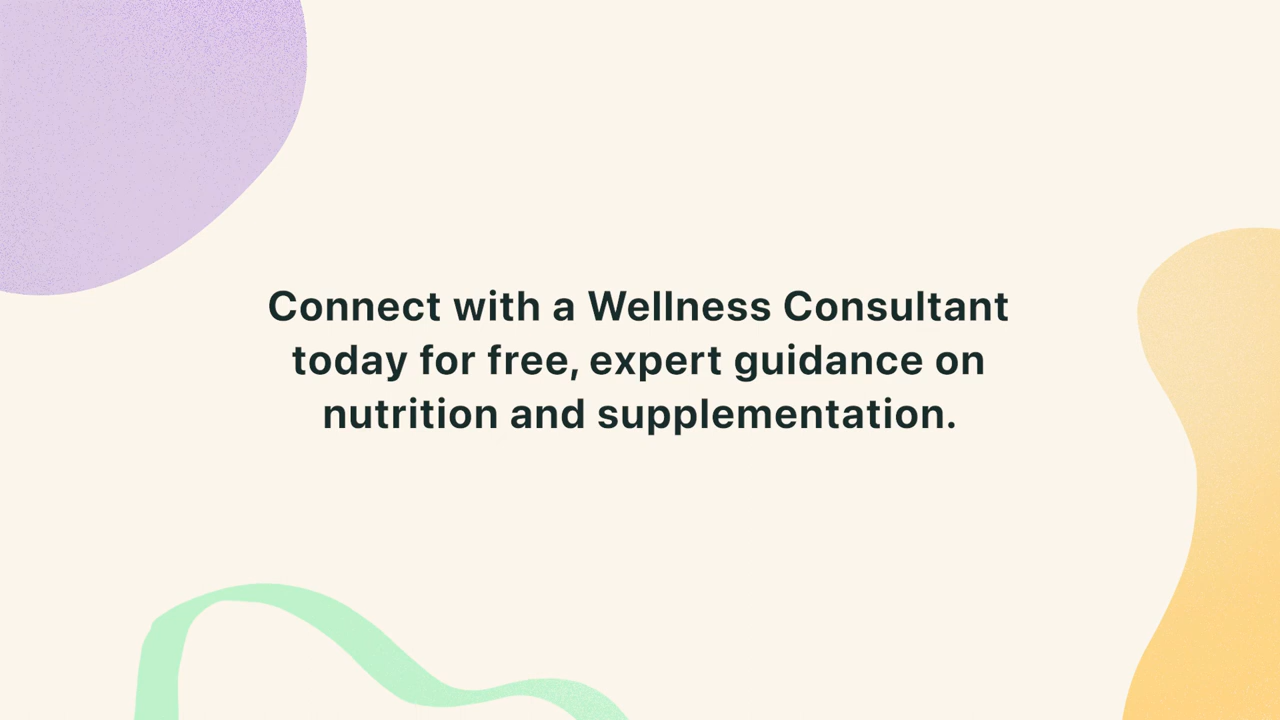 Connect with a Wellness Consultant
today for free, expert guidance on
nutrition and supplementation.